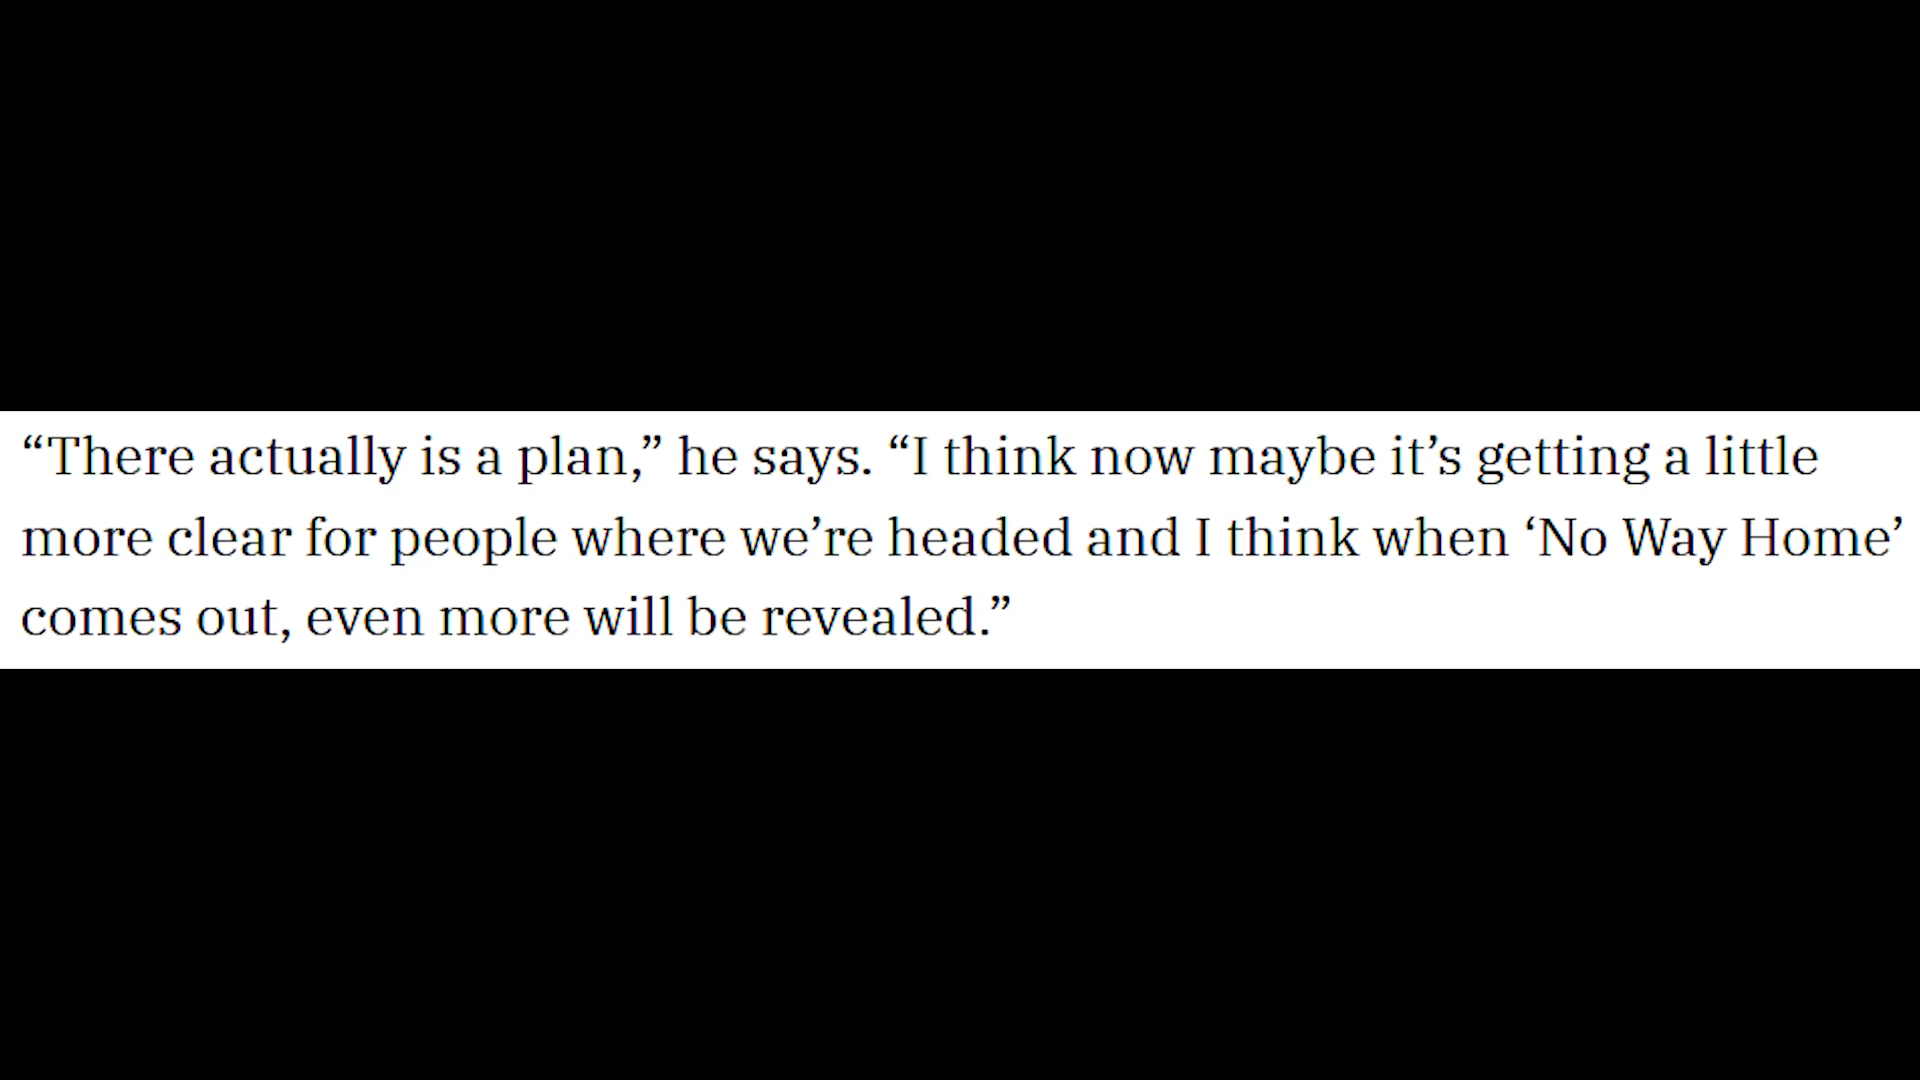 “There actually is a plan,” he says. “I think now maybe it’s getting a little
more clear for people where we’re headed and I think when ‘No Way Home’
comes out, even more will be revealed.”